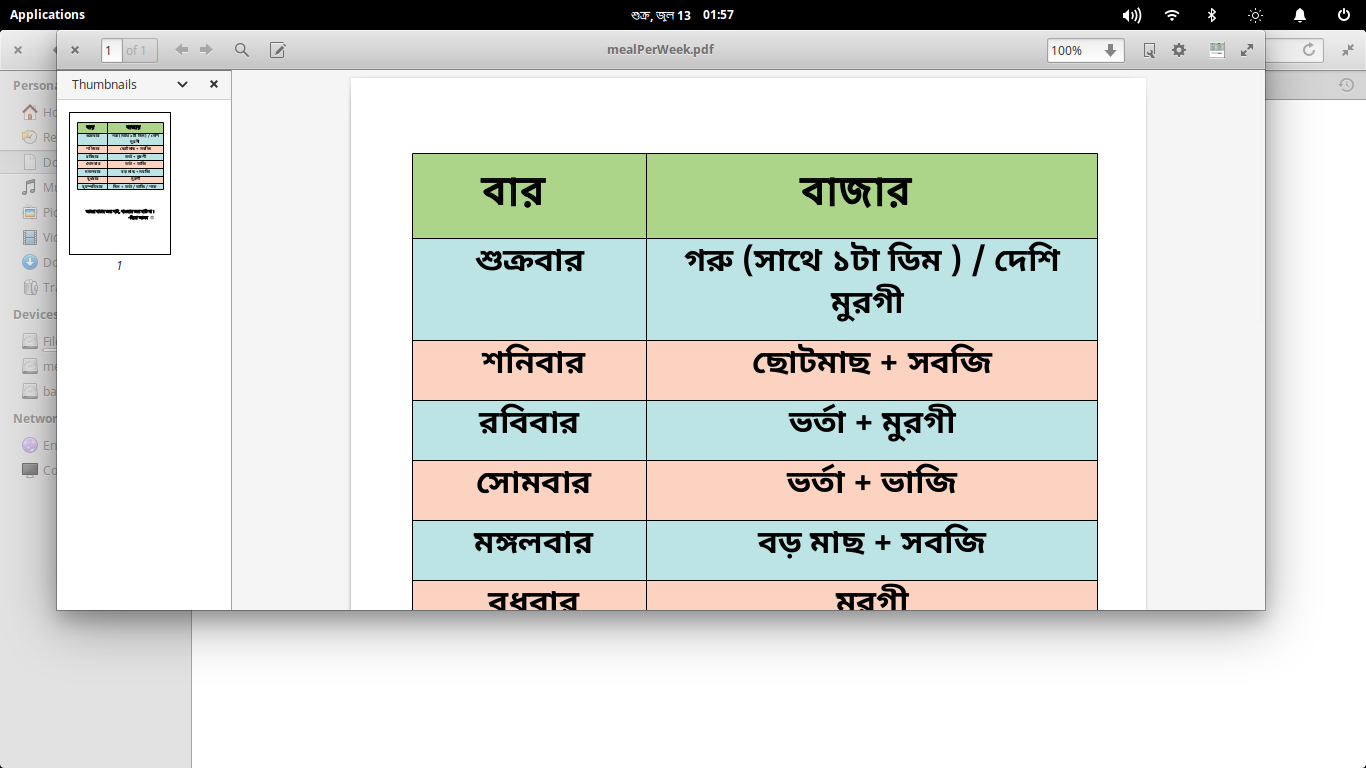 Applications
শুক্র, জুল 13 01:57
1 of 1
mealPerWeek.pdf
100%
Persona
Thumbnails
Ho
Re
Do
Mu
Pic
Vic
Do
Tra
Devices
File
me
ba
Networ
En
Co
1
বার বাজার
শুক্রবার গরু (সাথে ১টা ডিম ) / দেশি
মুরগী
শনিবার ছোটমাছ + সবজি
রবিবার ভর্তা + মুরগী
সোমবার ভর্তা + ভাজি
মঙ্গলবার বড় মাছ + সবজি
বুধবার মুরগী